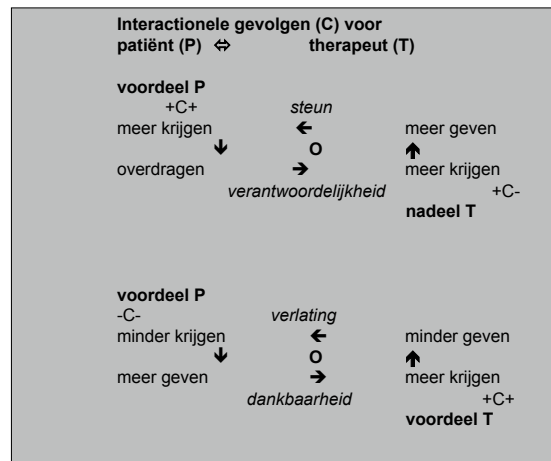 Interactionele gevolgen (C) voor
patiënt (P) ⇔ therapeut (T)
voordeel P
+C+ steun
meer krijgen ← meer geven
↓ O ↑
overdragen → meer krijgen
verantwoordelijkheid +C-
nadeel T
voordeel P
-C- verlating
minder krijgen ← minder geven
↓ O ↑
meer geven → meer krijgen
dankbaarheid +C+
voordeel T